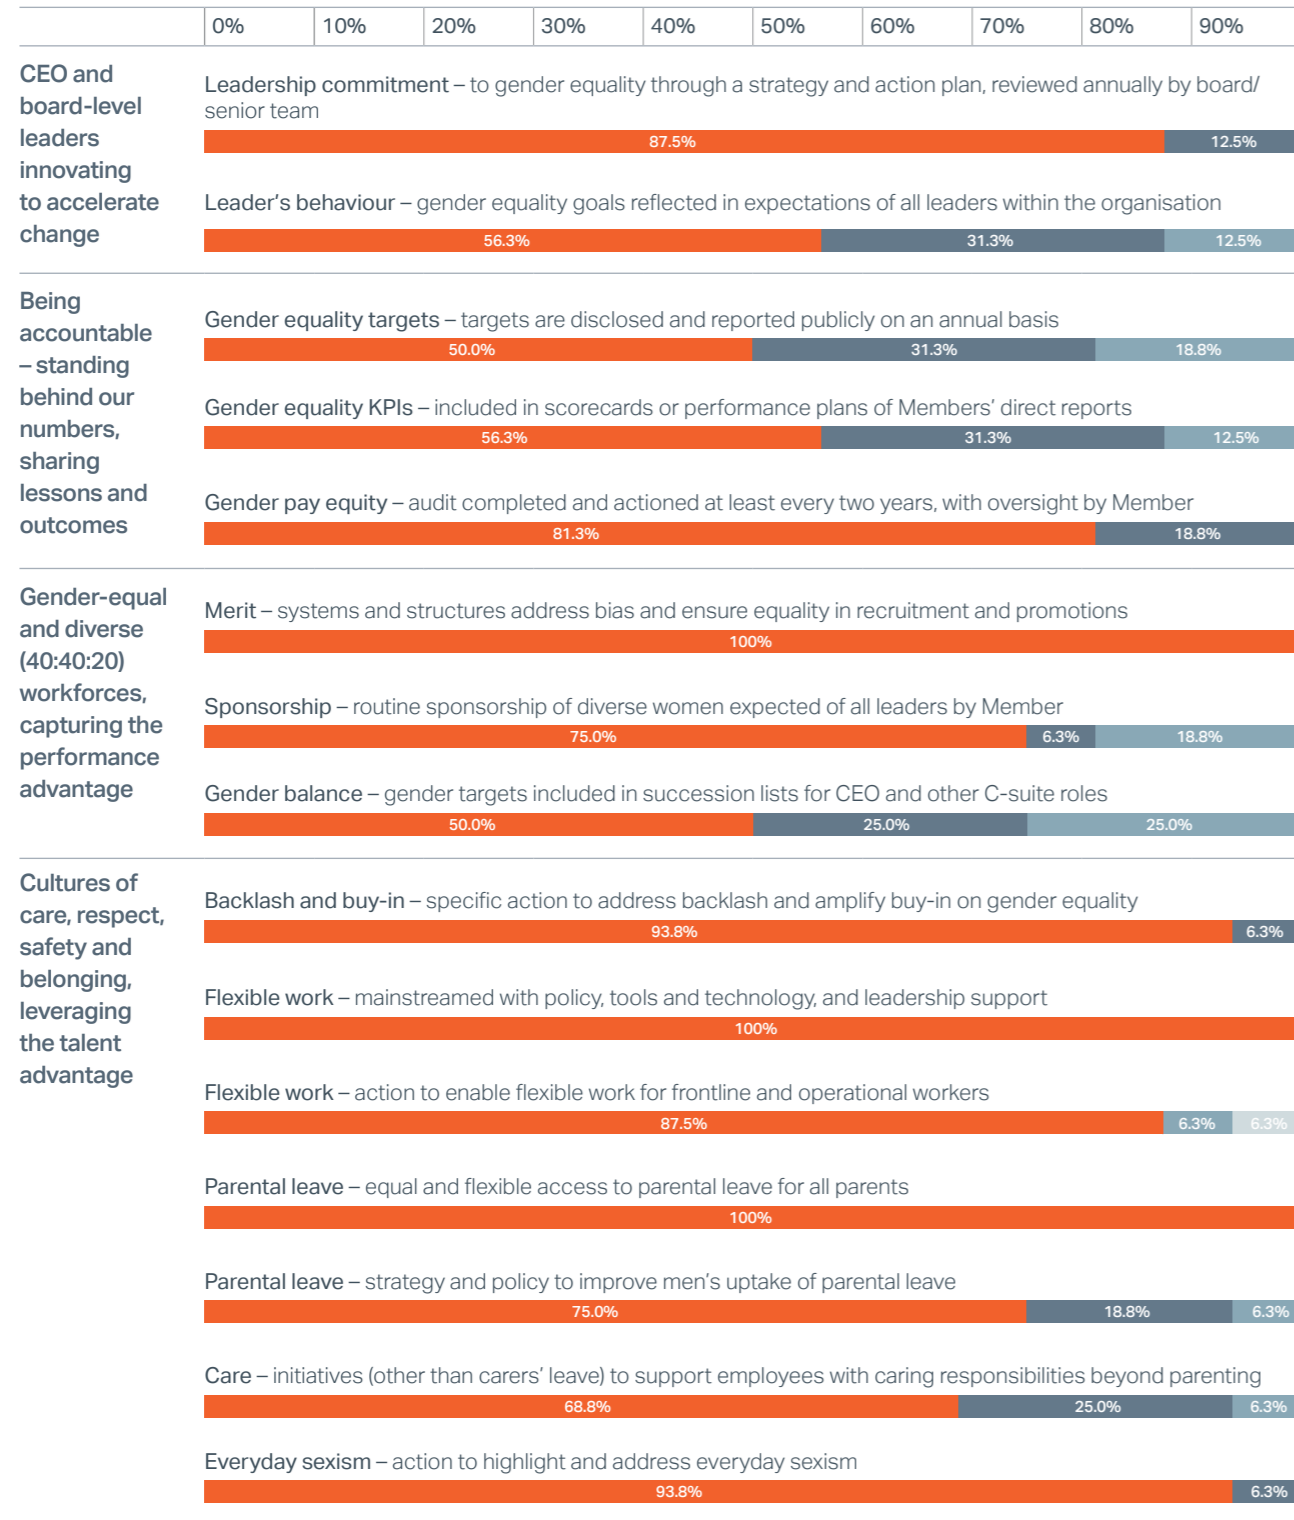 0% 10% 20% 30% 40% 50% 60% 70% 80% 90%
CEO and
board-level
leaders
innovating
to accelerate
change
Leadership commitment – to gender equality through a strategy and action plan, reviewed annually by board/
senior team
87.5% 12.5%
Leader's behaviour – gender equality goals reflected in expectations of all leaders within the organisation
56.3% 31.3% 12.5%
Being
accountable
– standing
behind our
numbers,
sharing
lessons and
outcomes
Gender equality targets – targets are disclosed and reported publicly on an annual basis
50.0% 31.3% 18.8%
Gender equality KPIs – included in scorecards or performance plans of Members' direct reports
56.3% 31.3% 12.5%
Gender pay equity – audit completed and actioned at least every two years, with oversight by Member
81.3% 18.8%
Gender-equal
and diverse
(40:40:20)
workforces,
capturing the
performance
advantage
Merit – systems and structures address bias and ensure equality in recruitment and promotions
100%
Sponsorship – routine sponsorship of diverse women expected of all leaders by Member
75.0% 6.3% 18.8%
Gender balance – gender targets included in succession lists for CEO and other C-suite roles
50.0% 25.0% 25.0%
Cultures of
care, respect,
safety and
belonging,
leveraging
the talent
advantage
Backlash and buy-in – specific action to address backlash and amplify buy-in on gender equality
93.8% 6.3%
Flexible work – mainstreamed with policy, tools and technology, and leadership support
100%
Flexible work – action to enable flexible work for frontline and operational workers
87.5% 6.3% 6.3%
Parental leave – equal and flexible access to parental leave for all parents
100%
Parental leave – strategy and policy to improve men's uptake of parental leave
75.0% 18.8% 6.3%
Care – initiatives (other than carers' leave) to support employees with caring responsibilities beyond parenting
68.8% 25.0% 6.3%
Everyday sexism – action to highlight and address everyday sexism
93.8% 6.3%